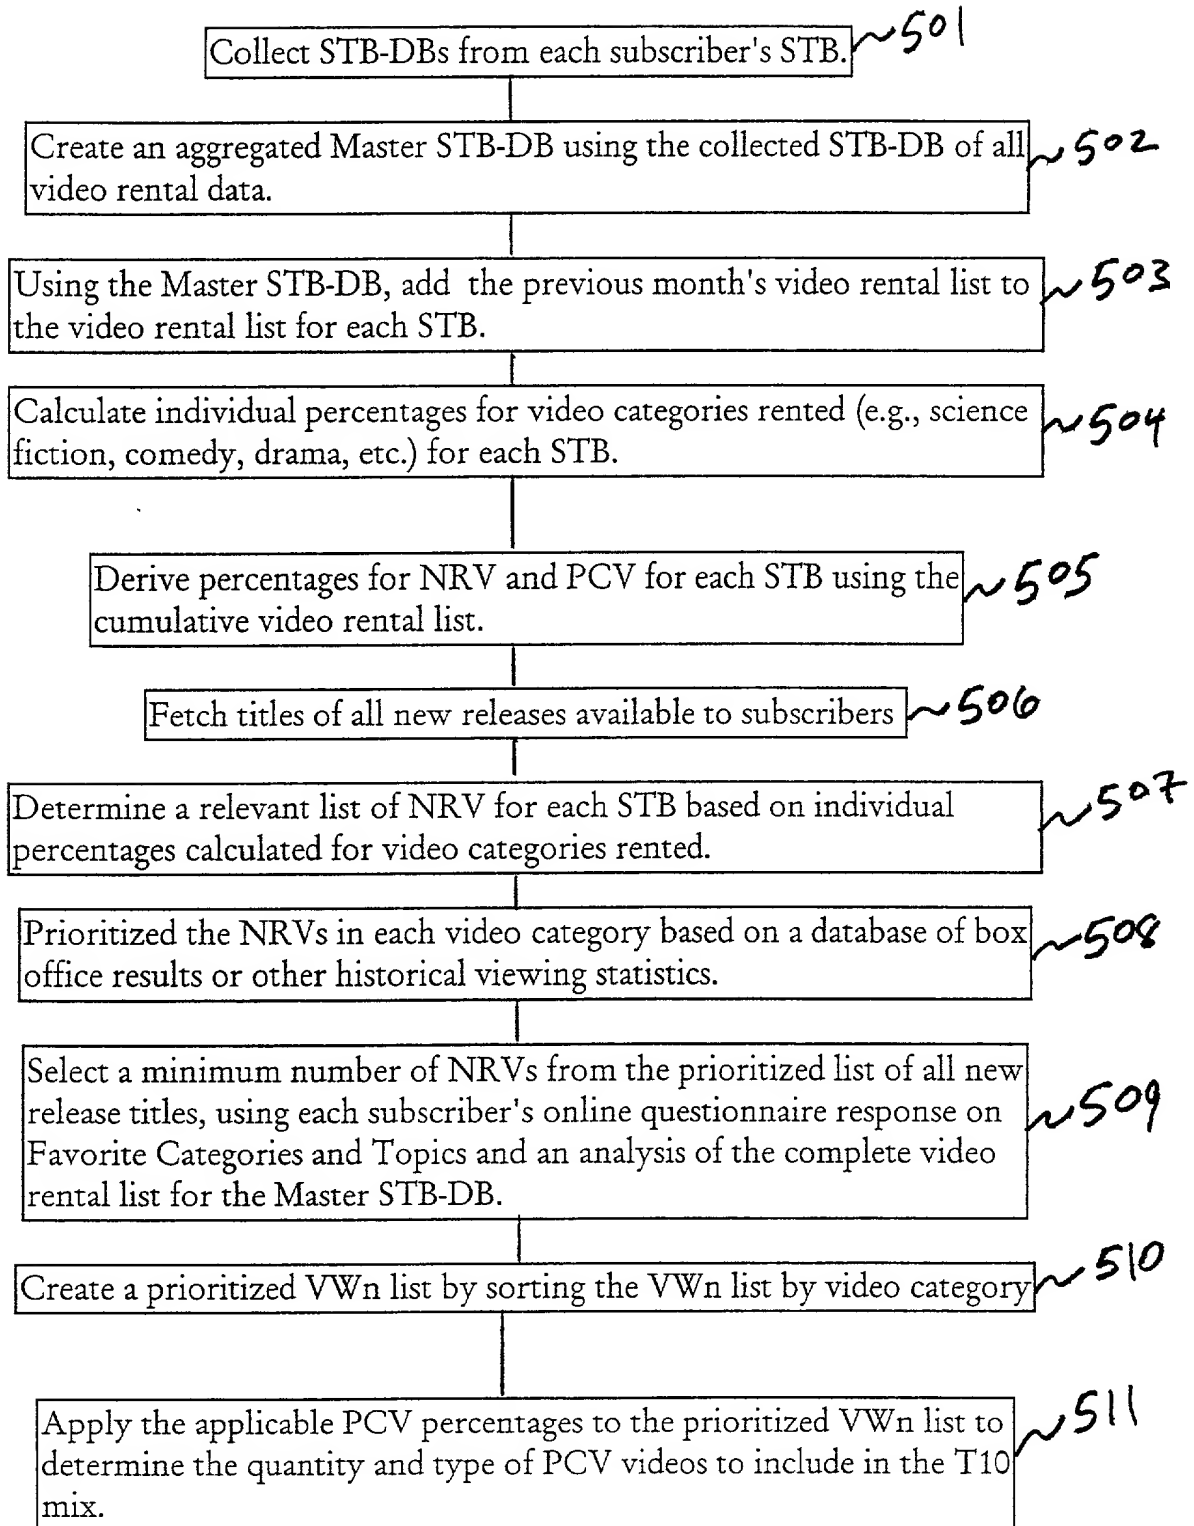 Collect STB-DBs from each subscriber's STB. 501
Create an aggregated Master STB-DB using the collected STB-DB of all 502
video rental data.
Using the Master STB-DB, add the previous month's video rental list to 503
the video rental list for each STB.
Calculate individual percentages for video categories rented (e.g., science 504
fiction, comedy, drama, etc.) for each STB.
Derive percentages for NRV and PCV for each STB using the 505
cumulative video rental list.
Fetch titles of all new releases available to subscribers 506
Determine a relevant list of NRV for each STB based on individual 507
percentages calculated for video categories rented.
Prioritized the NRVs in each video category based on a database of box 508
office results or other historical viewing statistics.
Select a minimum number of NRVs from the prioritized list of all new
release titles, using each subscriber's online questionnaire response on 509
Favorite Categories and Topics and an analysis of the complete video
rental list for the Master STB-DB.
Create a prioritized VWn list by sorting the VWn list by video category 510
Apply the applicable PCV percentages to the prioritized VWn list to 511
determine the quantity and type of PCV videos to include in the T10
mix.